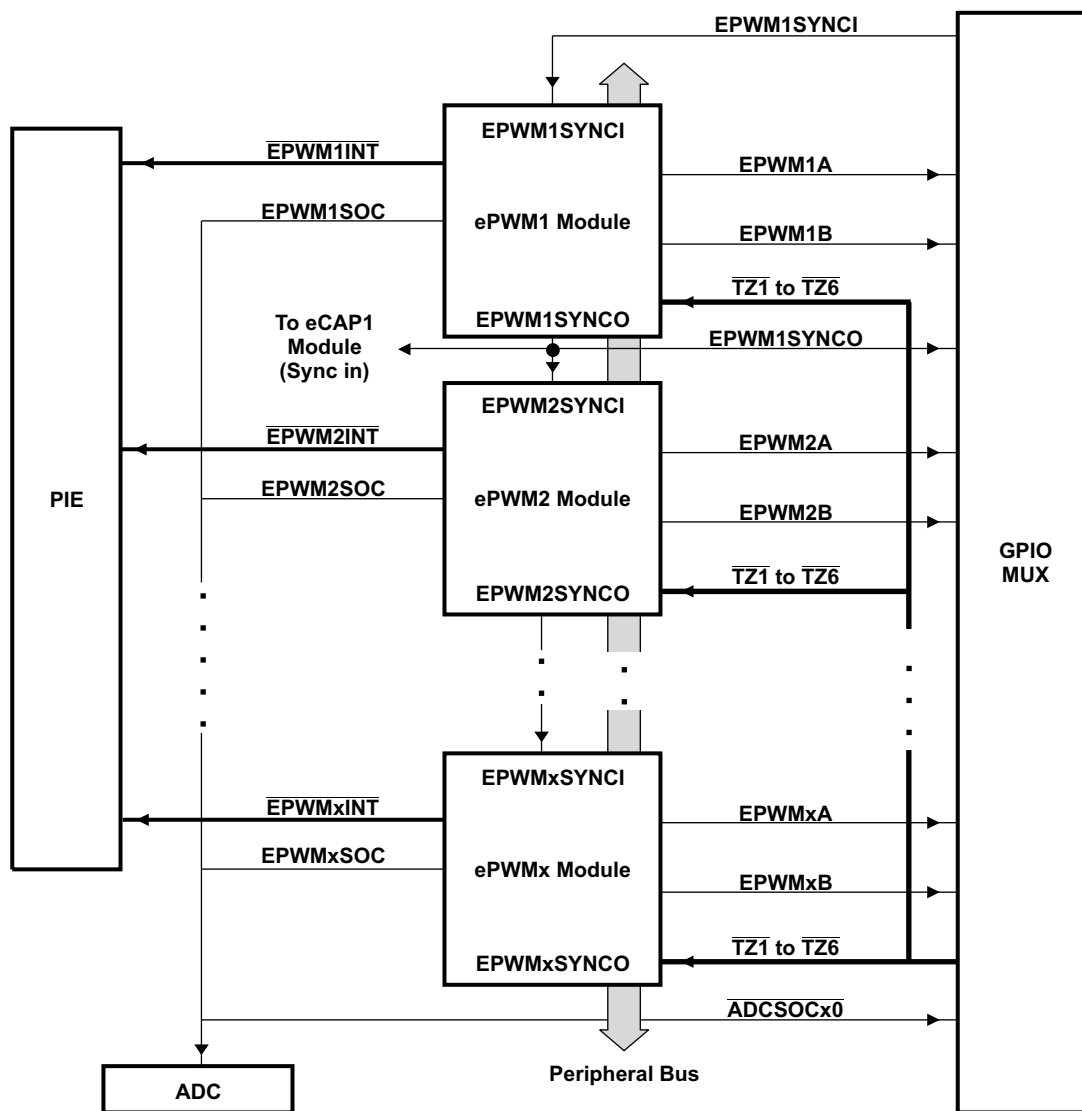 EPWM1SYNCI
EPWM1SYNCI
EPWM1INT
EPWM1A
EPWM1SOC
ePWM1 Module
EPWM1B
TZ1 to TZ6
EPWM1SYNCO
To eCAP1
Module
(Sync in)
EPWM1SYNCO
EPWM2SYNCI
EPWM2INT
EPWM2A
EPWM2SOC
ePWM2 Module
PIE
EPWM2B
GPIO
MUX
TZ1 to TZ6
EPWM2SYNCO
EPWMxSYNCI
EPWMxINT
EPWMxA
EPWMxSOC
ePWMx Module
EPWMxB
TZ1 to TZ6
EPWMxSYNCO
ADCSOCx0
Peripheral Bus
ADC